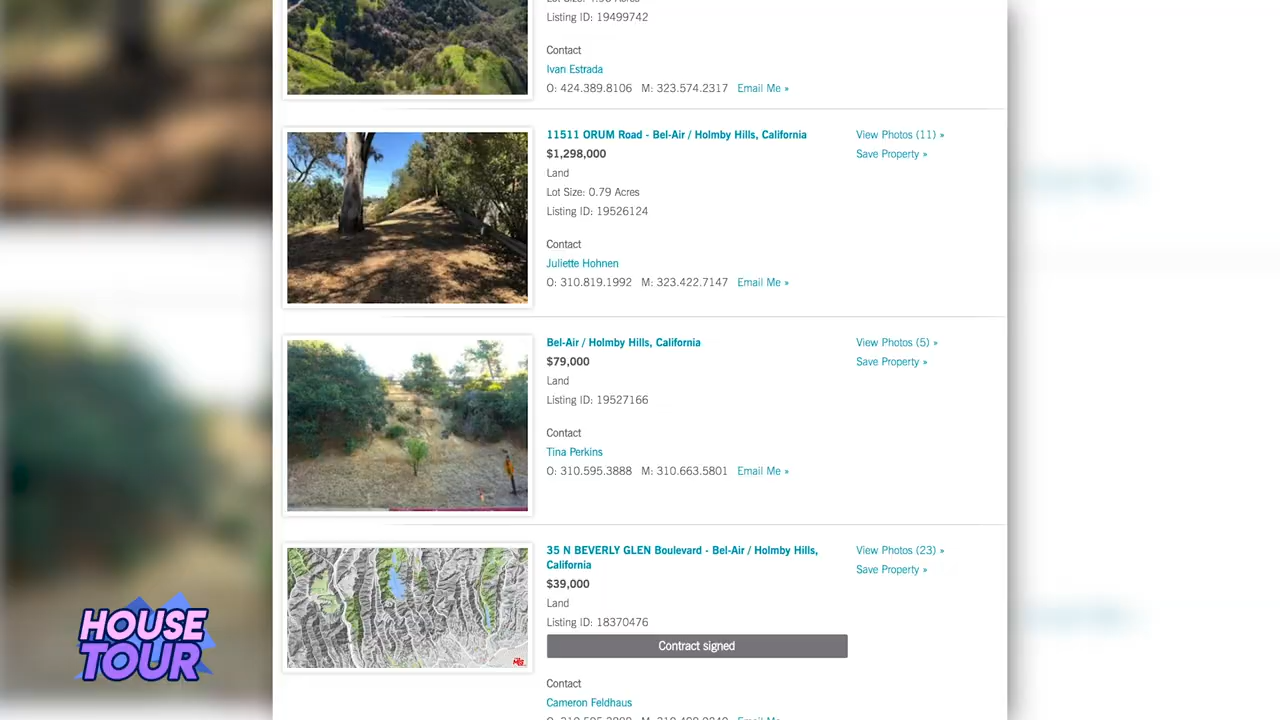 Listing ID: 19499742
Contact
Ivan Estrada
O: 424.389.8106 M: 323.574.2317 Email Me »
11511 ORUM Road - Bel-Air / Holmby Hills, California
$1,298,000
Land
Lot Size: 0.79 Acres
Listing ID: 19526124
Contact
Juliette Hohnen
O: 310.819.1992 M: 323.422.7147 Email Me »
View Photos (11) »
Save Property »
Bel-Air / Holmby Hills, California
$79,000
Land
Listing ID: 19527166
Contact
Tina Perkins
O: 310.595.3888 M: 310.663.5801 Email Me »
View Photos (5) »
Save Property »
35 N BEVERLY GLEN Boulevard - Bel-Air / Holmby Hills,
California
$39,000
Land
Listing ID: 18370476
Contract signed
Contact
Cameron Feldhaus
View Photos (23) »
Save Property »
HOUSE
TOUR